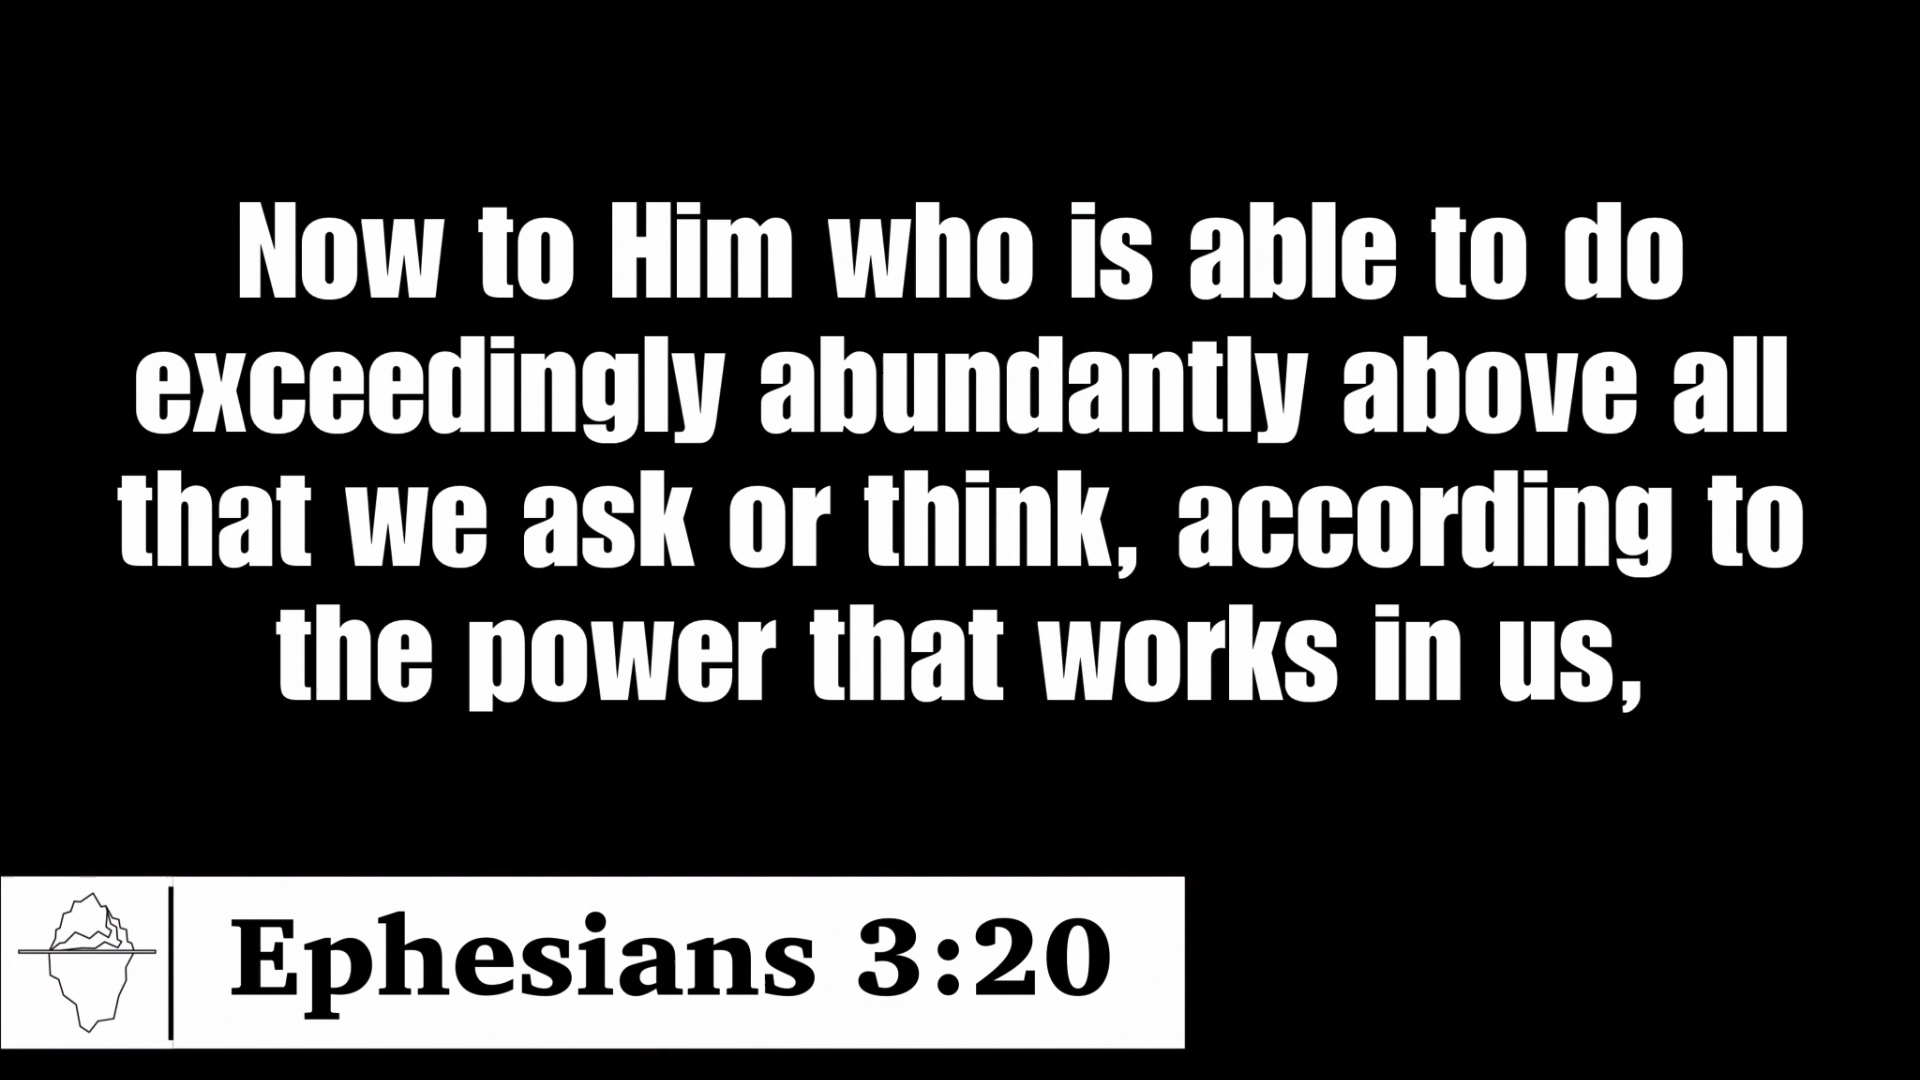 Now to Him who is able to do
exceedingly abundantly above all
that we ask or think, according to
the power that works in us,
Ephesians 3:20